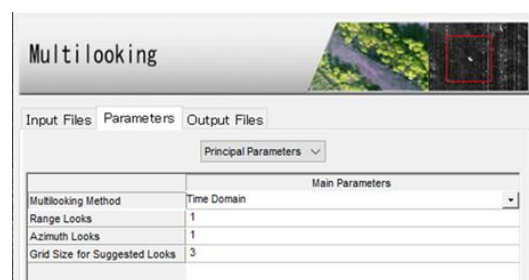 Multilooking
Input Files Parameters Output Files
Principal Parameters
Main Parameters
Multilooking Method Time Domain
Range Looks 1
Azimuth Looks 1
Grid Size for Suggested Looks 3